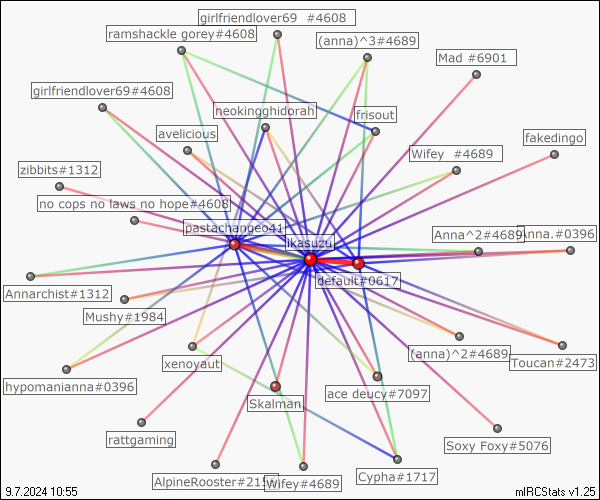 girlfriendlover69 #4608
ramshackle gorey#4608
(anna)^3#4689
Mad #6901
girlfriendlover69#4608
neokingghidorah
frisout
avelicious
Wifey #4689
fakedingo
zibbits#1312
no cops no laws no hope#4608
pastachangeo41
Anna^2#4689
Anna.#0396
ikasuzu
default#0617
Annarchist#1312
Mushy#1984
(anna)^2#4689
Toucan#2473
xenoyaut
hypomanianna#0396
ace deucy#7097
Skalman
rattgaming
Soxy Foxy#5076
AlpineRooster#215
Wifey#4689
Cypha#1717
9.7.2024 10:55
mIRCStats v1.25